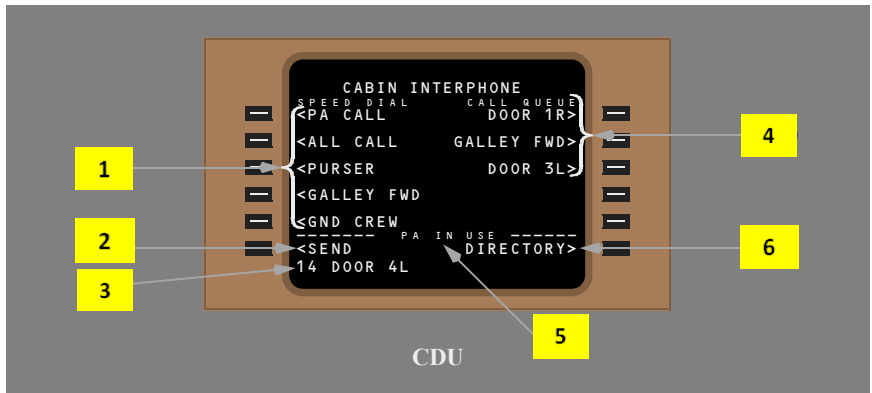 CABIN INTERPHONE
SPEED DIAL CALL QUEUE
<PA CALL DOOR 1R>
<ALL CALL GALLEY FWD>
<PURSER DOOR 3L>
<GALLEY FWD
<GND CREW
------- PA IN USE ------
<SEND DIRECTORY>
14 DOOR 4L
1
2
3
4
5
6
CDU